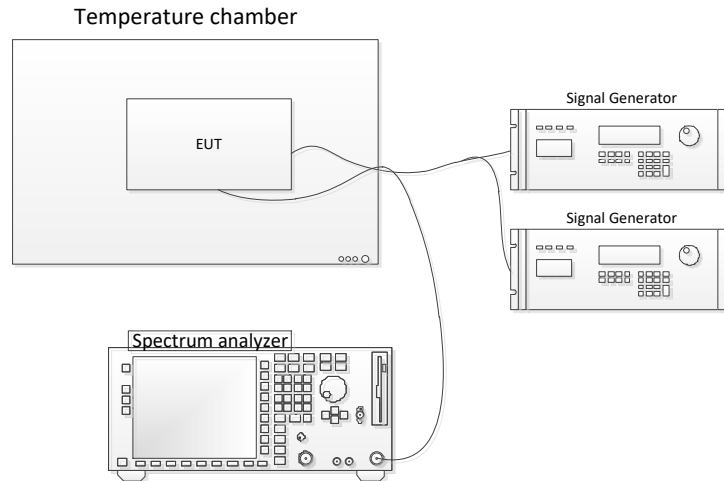 Temperature chamber
Signal Generator
EUT
Signal Generator
Spectrum analyzer